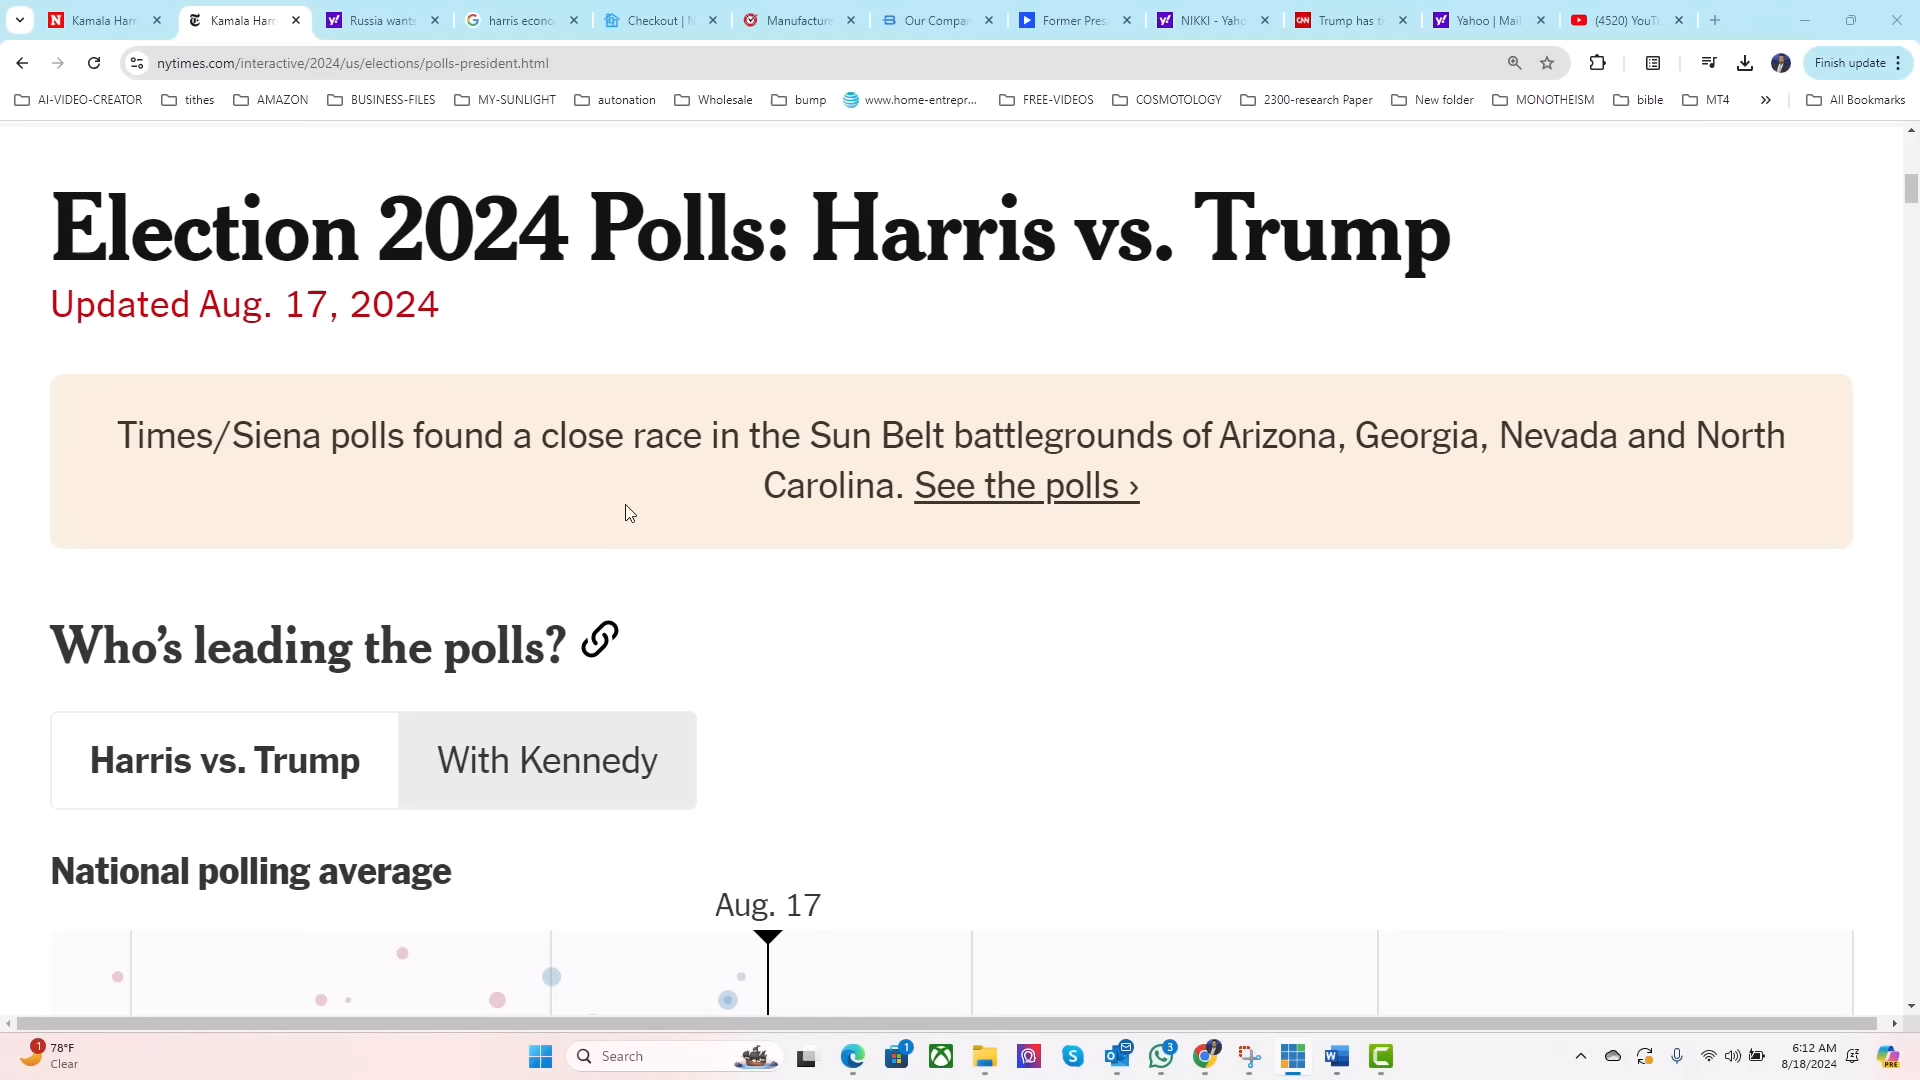 Kamala Harr
Kamala Harr
Russia wants
harris econo
Checkout | N
Manufacture
Our Compan
Former Pres
NIKKI - Yaho
Trump has th
Yahoo | Mail
(4520) YouTu
nytimes.com/interactive/2024/us/elections/polls-president.html
Finish update
AI-VIDEO-CREATOR
tithes
AMAZON
BUSINESS-FILES
MY-SUNLIGHT
autonation
Wholesale
bump
www.home-entrepr...
FREE-VIDEOS
COSMOTOLOGY
2300-research Paper
New folder
MONOTHEISM
bible
MT4
All Bookmarks
Election 2024 Polls: Harris vs. Trump
Updated Aug. 17, 2024
Times/Siena polls found a close race in the Sun Belt battlegrounds of Arizona, Georgia, Nevada and North
Carolina. See the polls ›
Who's leading the polls?
Harris vs. Trump
With Kennedy
National polling average
Aug. 17
1
78°F
Clear
Search
1
3
6:12 AM
8/18/2024
PRE